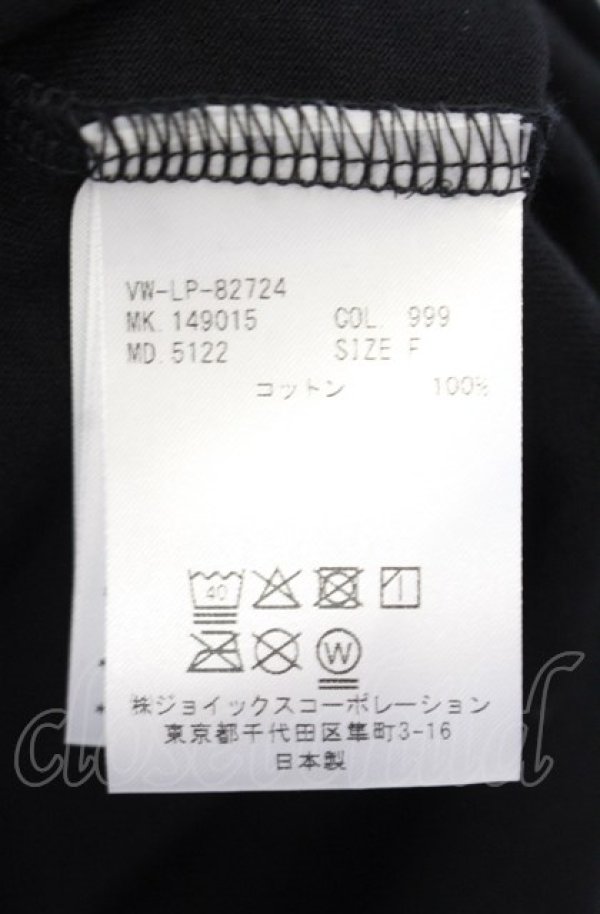 VW-LP-82724
MK. 149015 COL. 999
MD. 5122 SIZE F
コットン 100%
40
W
㈱ジョイックスコーポレーション
東京都千代田区隼町3-16
日本製
closet child